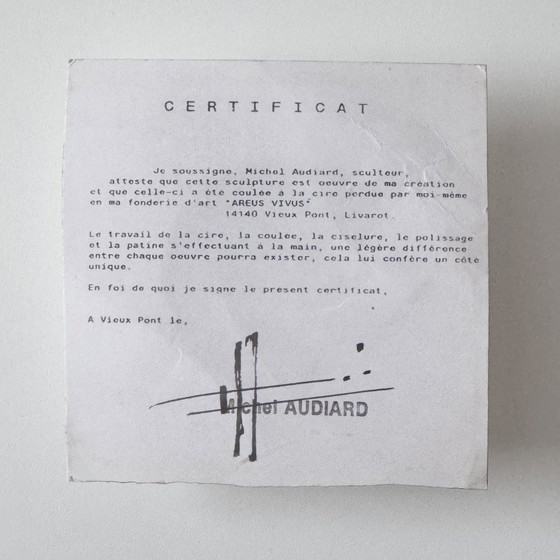 CERTIFICAT
Je soussigne, Michel Audiard, sculteur,
atteste que cette sculpture est oeuvre de ma création
et que celle-ci a été coulée à la cire perdue par moi-même
en ma fonderie d'art "AREUS VIVUS"
14140 Vieux Pont, Livarot.
Le travail de la cire, la coulée, la ciselure, le polissage
et la patine s'effectuant à la main, une légère différence
entre chaque oeuvre pourra exister, cela lui confère un côté
unique.
En foi de quoi je signe le present certificat,
A Vieux Pont le,
Michel AUDIARD